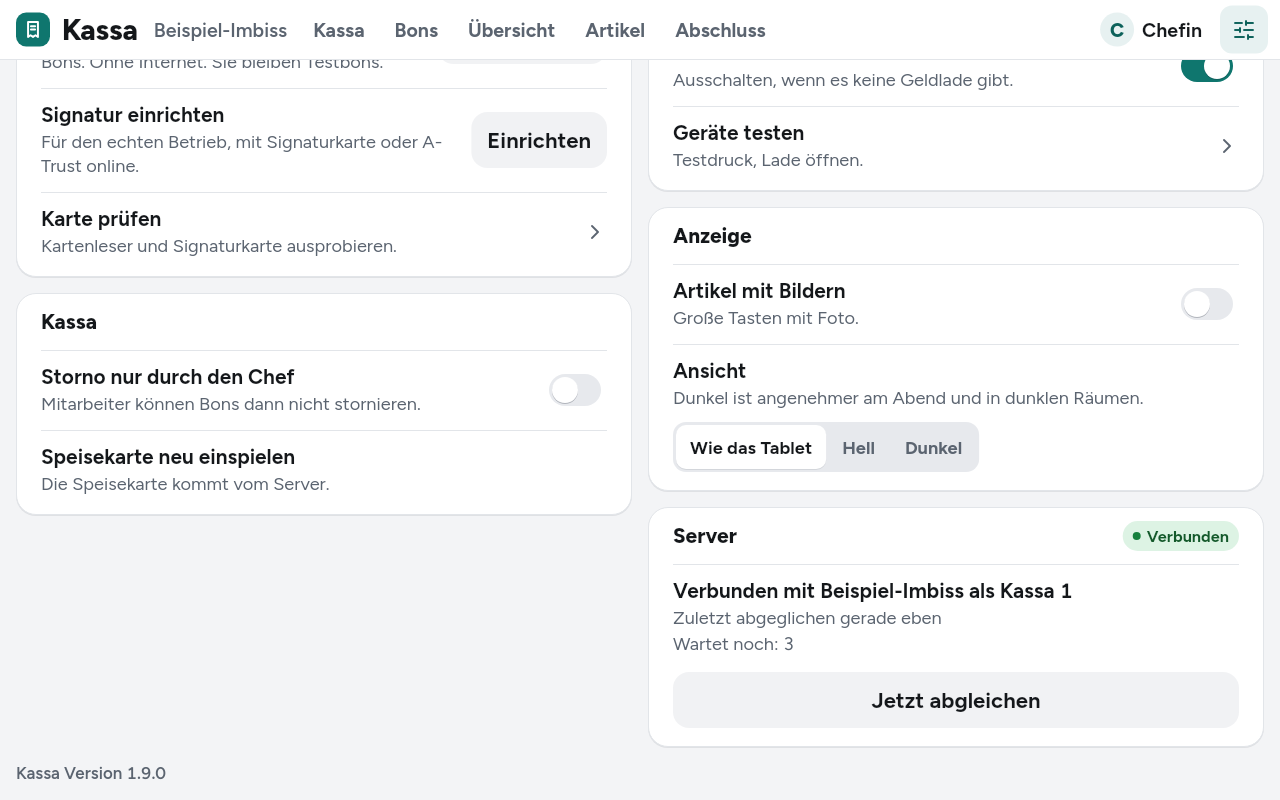 Kassa Beispiel-Imbiss Kassa Bons Übersicht Artikel Abschluss C Chefin
Bons. Ohne Internet. Sie bleiben Testbons.
Signatur einrichten
Für den echten Betrieb, mit Signaturkarte oder A-
Trust online.
Einrichten
Karte prüfen
Kartenleser und Signaturkarte ausprobieren.
Kassa
Storno nur durch den Chef
Mitarbeiter können Bons dann nicht stornieren.
Speisekarte neu einspielen
Die Speisekarte kommt vom Server.
Ausschalten, wenn es keine Geldlade gibt.
Geräte testen
Testdruck, Lade öffnen.
Anzeige
Artikel mit Bildern
Große Tasten mit Foto.
Ansicht
Dunkel ist angenehmer am Abend und in dunklen Räumen.
Wie das Tablet Hell Dunkel
Server Verbunden
Verbunden mit Beispiel-Imbiss als Kassa 1
Zuletzt abgeglichen gerade eben
Wartet noch: 3
Jetzt abgleichen
Kassa Version 1.9.0